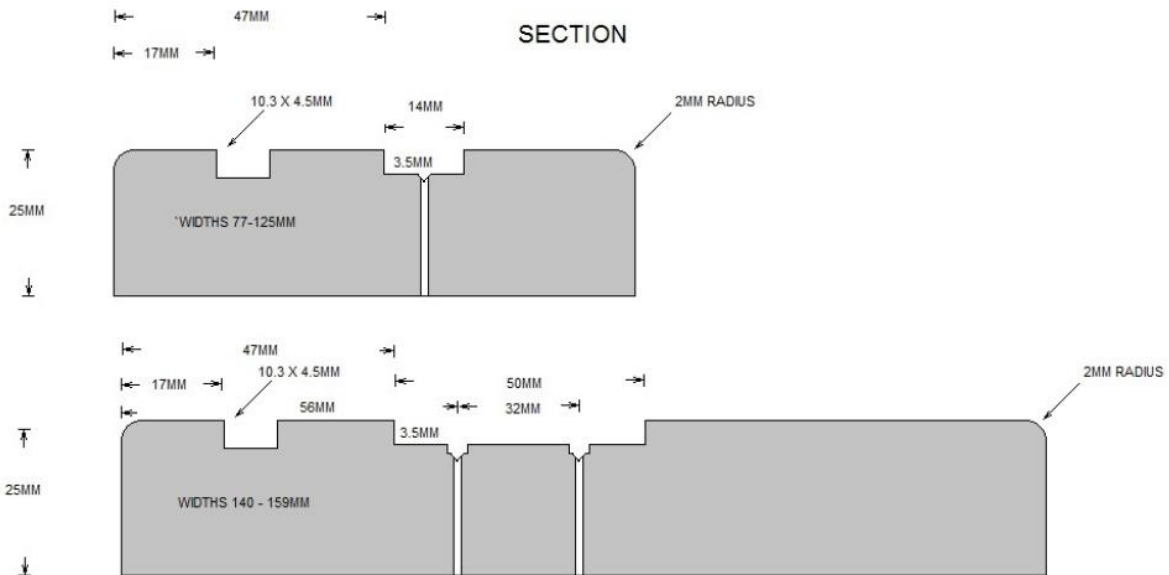 47MM
SECTION
17MM
10.3 X 4.5MM
14MM
2MM RADIUS
3.5MM
25MM
`WIDTHS 77-125MM
47MM
10.3 X 4.5MM
2MM RADIUS
17MM
50MM
56MM
32MM
3.5MM
25MM
WIDTHS 140 - 159MM